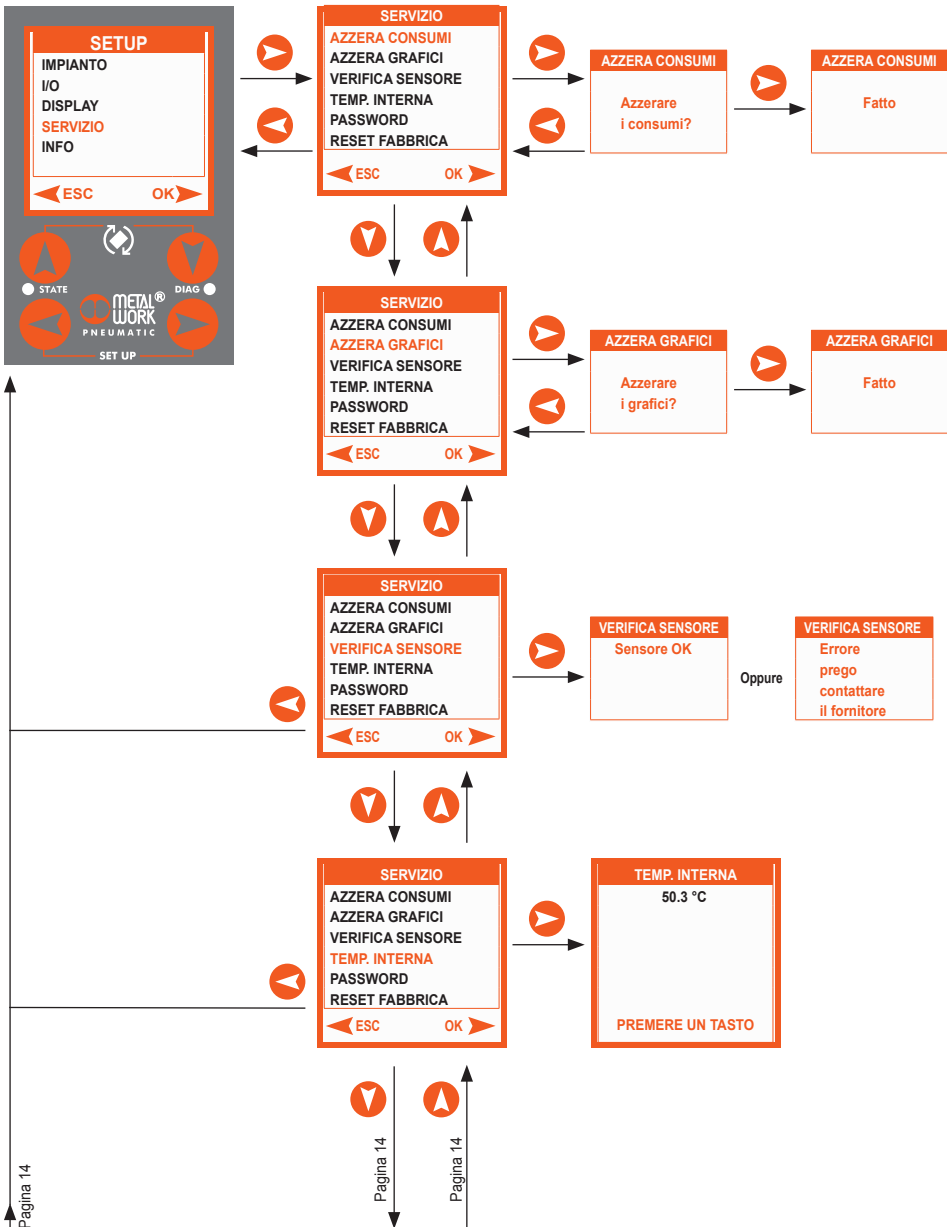 SETUP
IMPIANTO
I/O
DISPLAY
SERVIZIO
INFO
ESC OK
STATE DIAG
METAL WORK ®
PNEUMATIC
SET UP
SERVIZIO
AZZERA CONSUMI
AZZERA GRAFICI
VERIFICA SENSORE
TEMP. INTERNA
PASSWORD
RESET FABBRICA
ESC OK
AZZERA CONSUMI
Azzerare
i consumi?
AZZERA CONSUMI
Fatto
SERVIZIO
AZZERA CONSUMI
AZZERA GRAFICI
VERIFICA SENSORE
TEMP. INTERNA
PASSWORD
RESET FABBRICA
ESC OK
AZZERA GRAFICI
Azzerare
i grafici?
AZZERA GRAFICI
Fatto
SERVIZIO
AZZERA CONSUMI
AZZERA GRAFICI
VERIFICA SENSORE
TEMP. INTERNA
PASSWORD
RESET FABBRICA
ESC OK
VERIFICA SENSORE
Sensore OK
Oppure
VERIFICA SENSORE
Errore
prego
contattare
il fornitore
SERVIZIO
AZZERA CONSUMI
AZZERA GRAFICI
VERIFICA SENSORE
TEMP. INTERNA
PASSWORD
RESET FABBRICA
ESC OK
TEMP. INTERNA
50.3 °C
PREMERE UN TASTO
Pagina 14
Pagina 14
Pagina 14